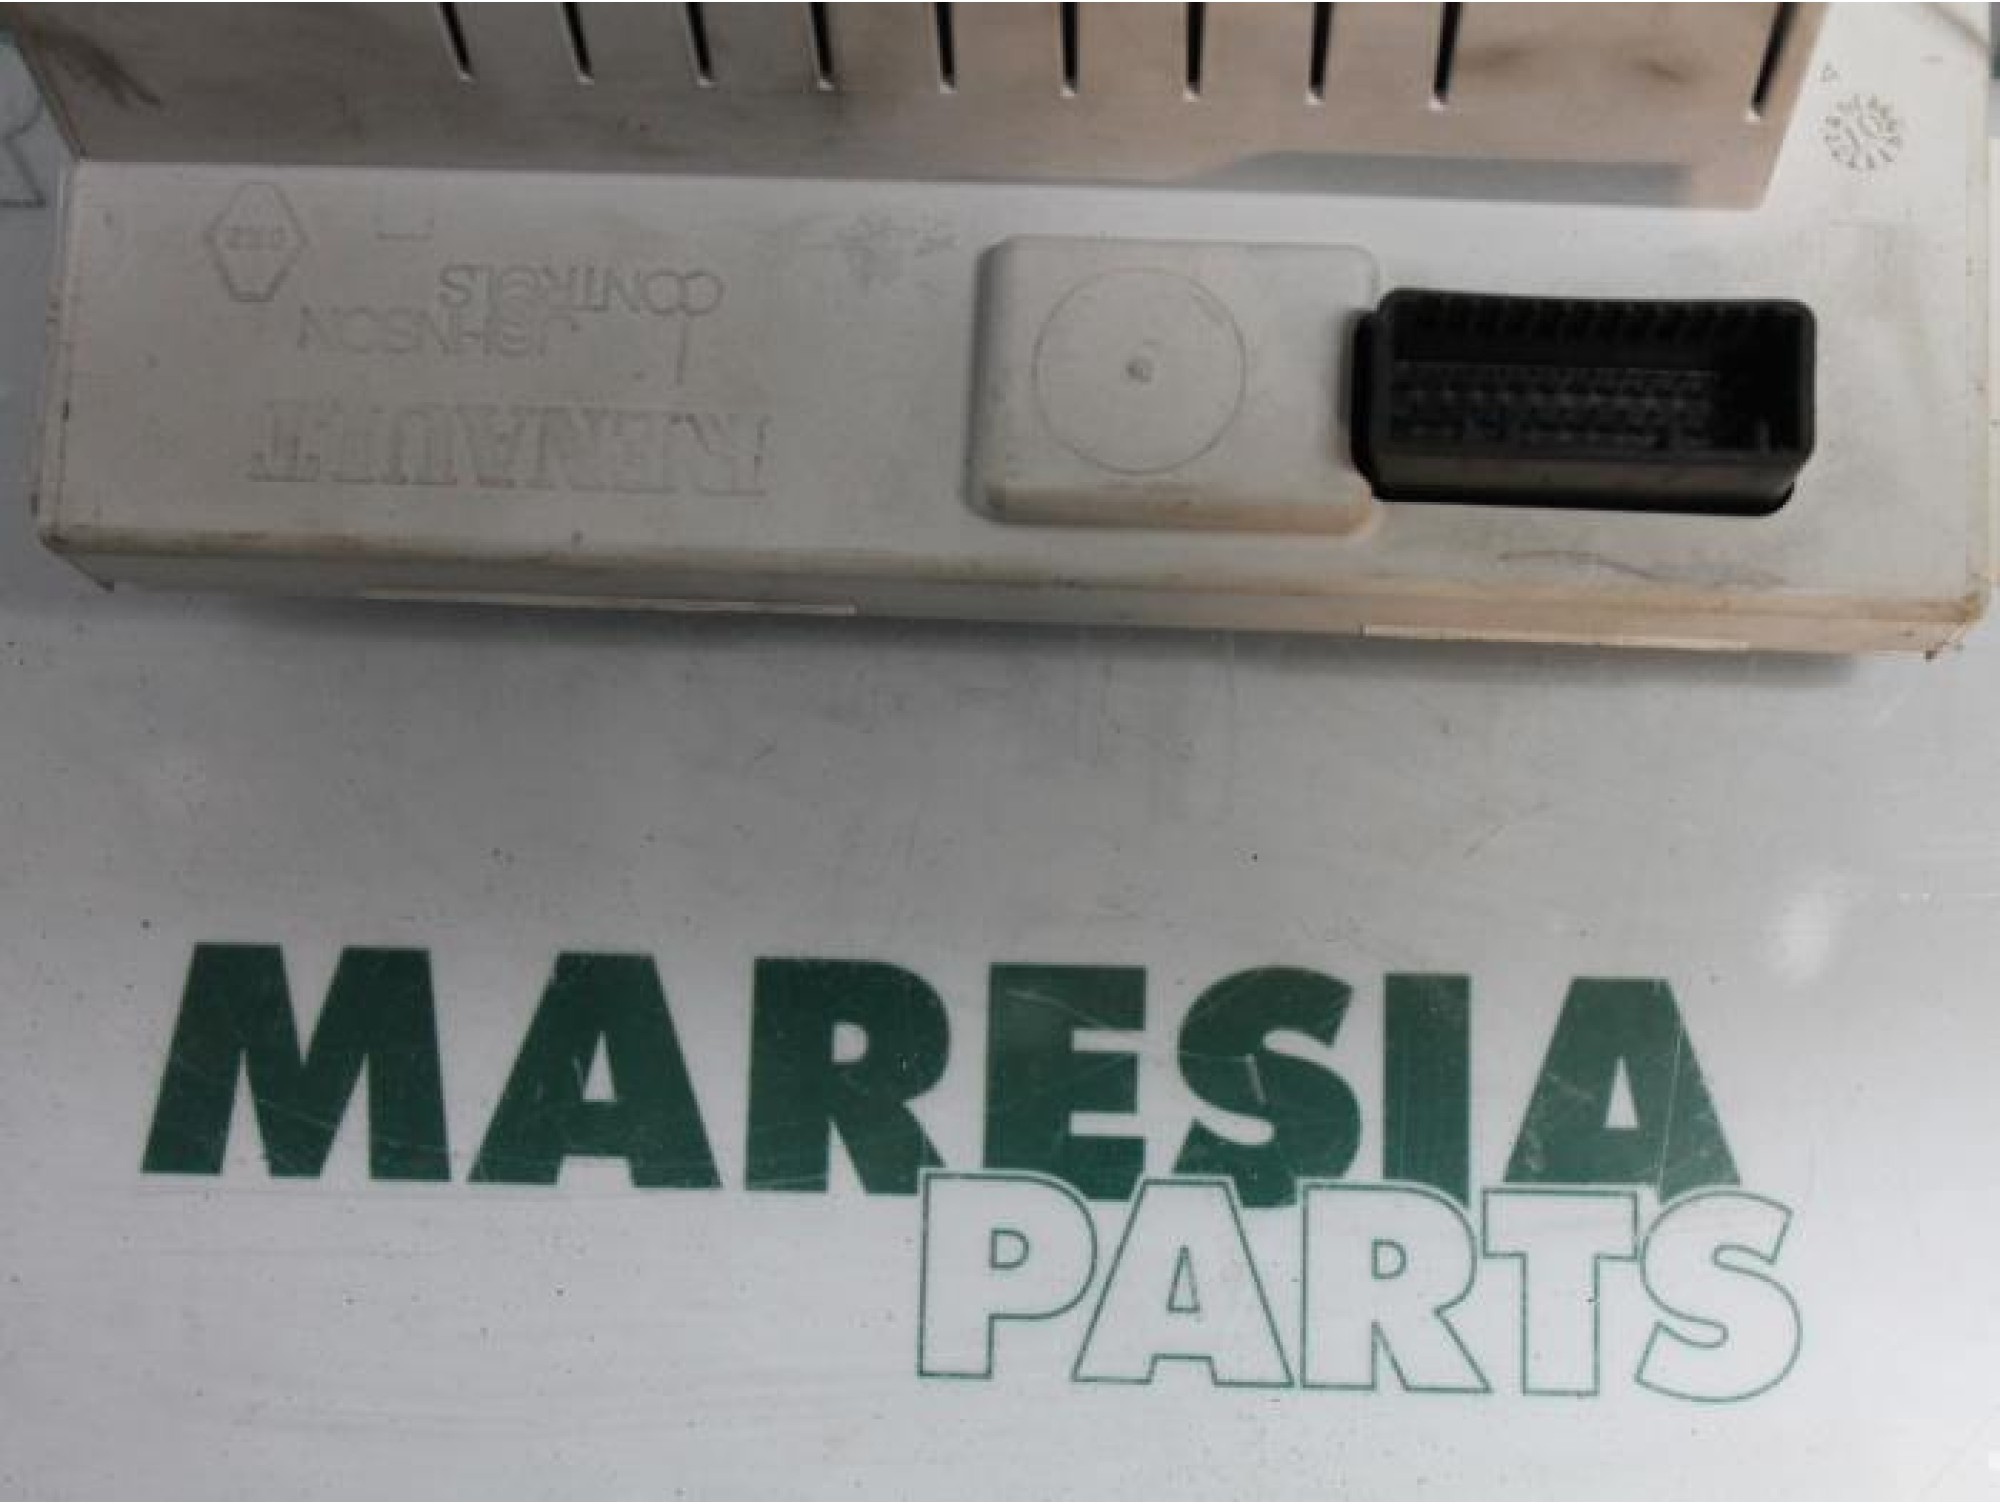 RENAULT
JOHNSON
CONTROLS
MARESIA
PARTS